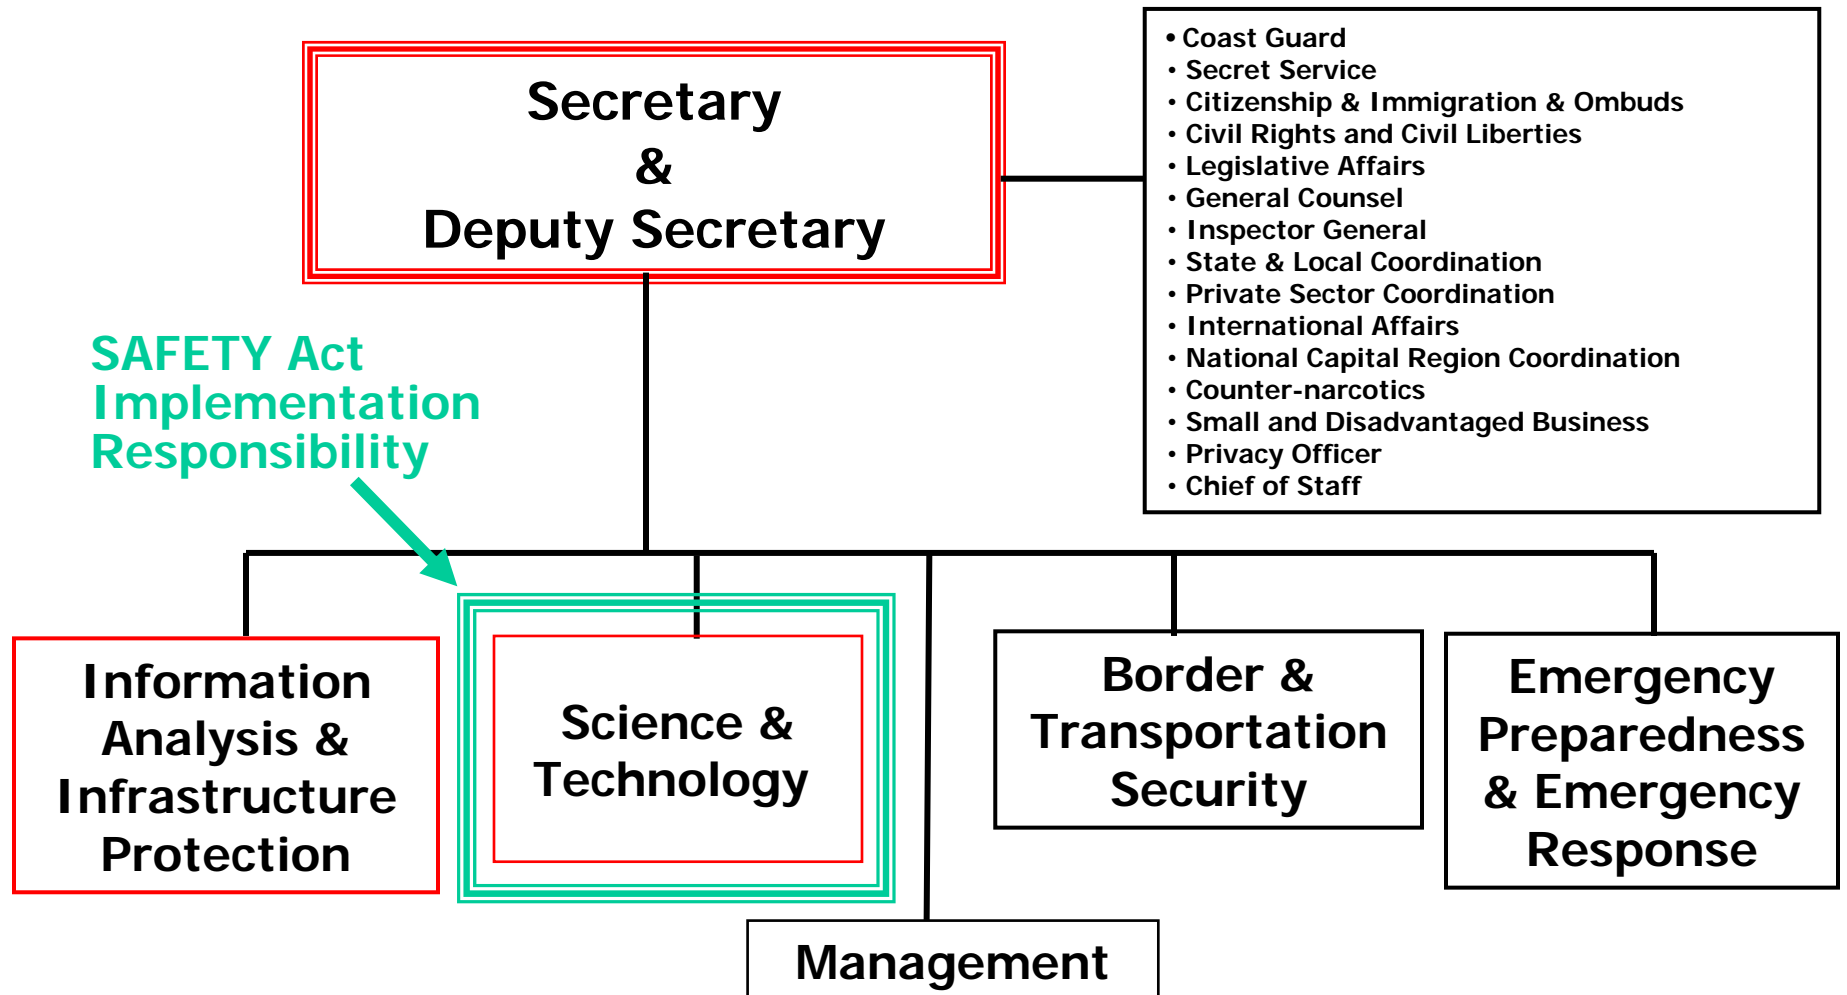 Secretary
&
Deputy Secretary
• Coast Guard
• Secret Service
• Citizenship & Immigration & Ombuds
• Civil Rights and Civil Liberties
• Legislative Affairs
• General Counsel
• Inspector General
• State & Local Coordination
• Private Sector Coordination
• International Affairs
• National Capital Region Coordination
• Counter-narcotics
• Small and Disadvantaged Business
• Privacy Officer
• Chief of Staff
SAFETY Act
Implementation
Responsibility
Information
Analysis &
Infrastructure
Protection
Science &
Technology
Border &
Transportation
Security
Emergency
Preparedness
& Emergency
Response
Management